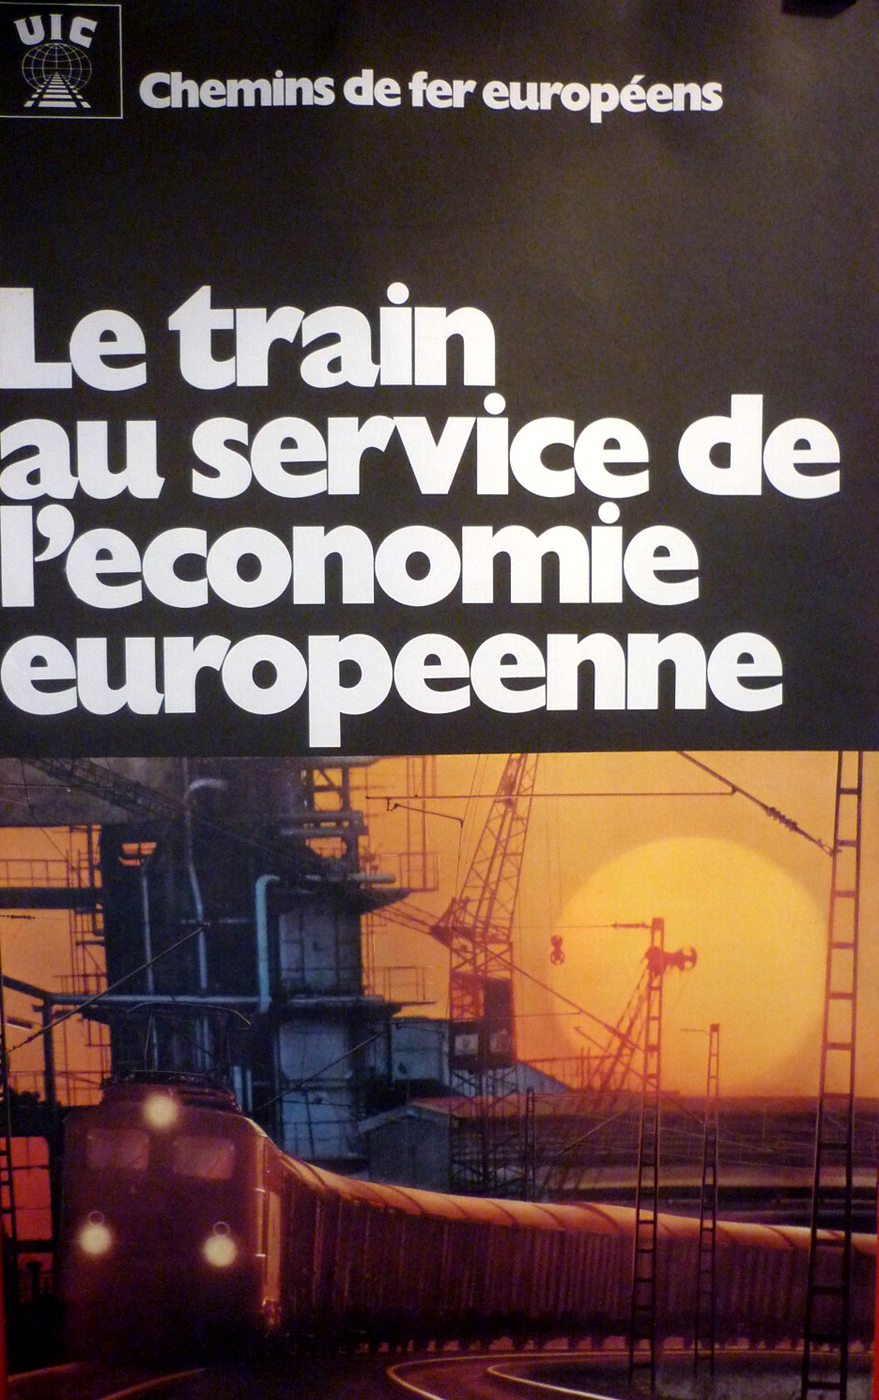 UIC
Chemins de fer européens
Le train
au service de
l'economie
europeenne